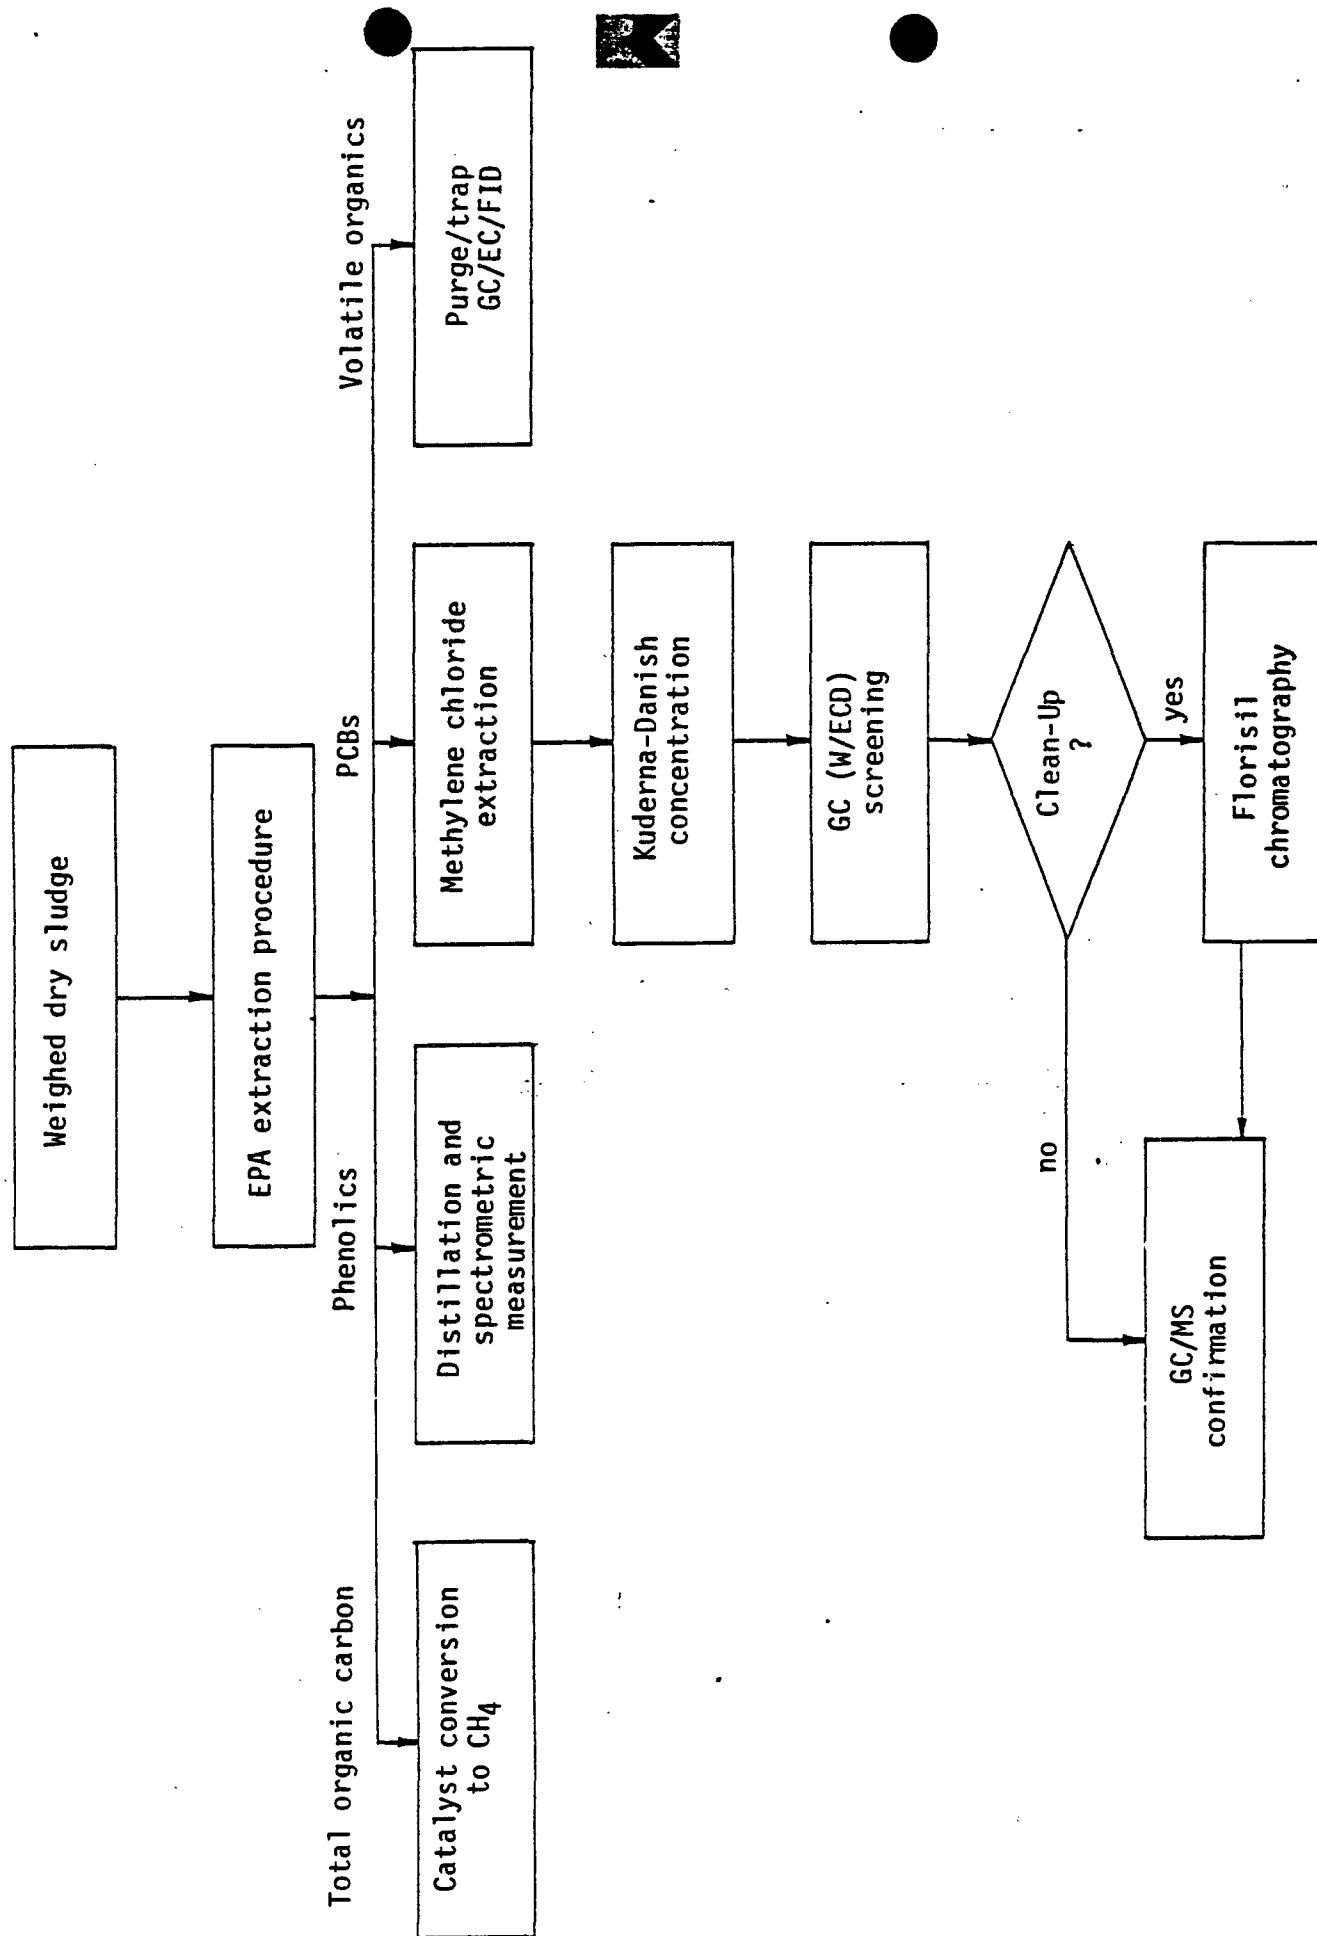 Weighed dry sludge
EPA extraction procedure
Total organic carbon
Phenolics
PCBs
Volatile organics
Catalyst conversion
to CH4
Distillation and
spectrometric
measurement
Methylene chloride
extraction
Purge/trap
GC/EC/FID
Kuderna-Danish
concentration
GC (W/ECD)
screening
Clean-Up
?
no
yes
GC/MS
confirmation
Florisil
chromatography